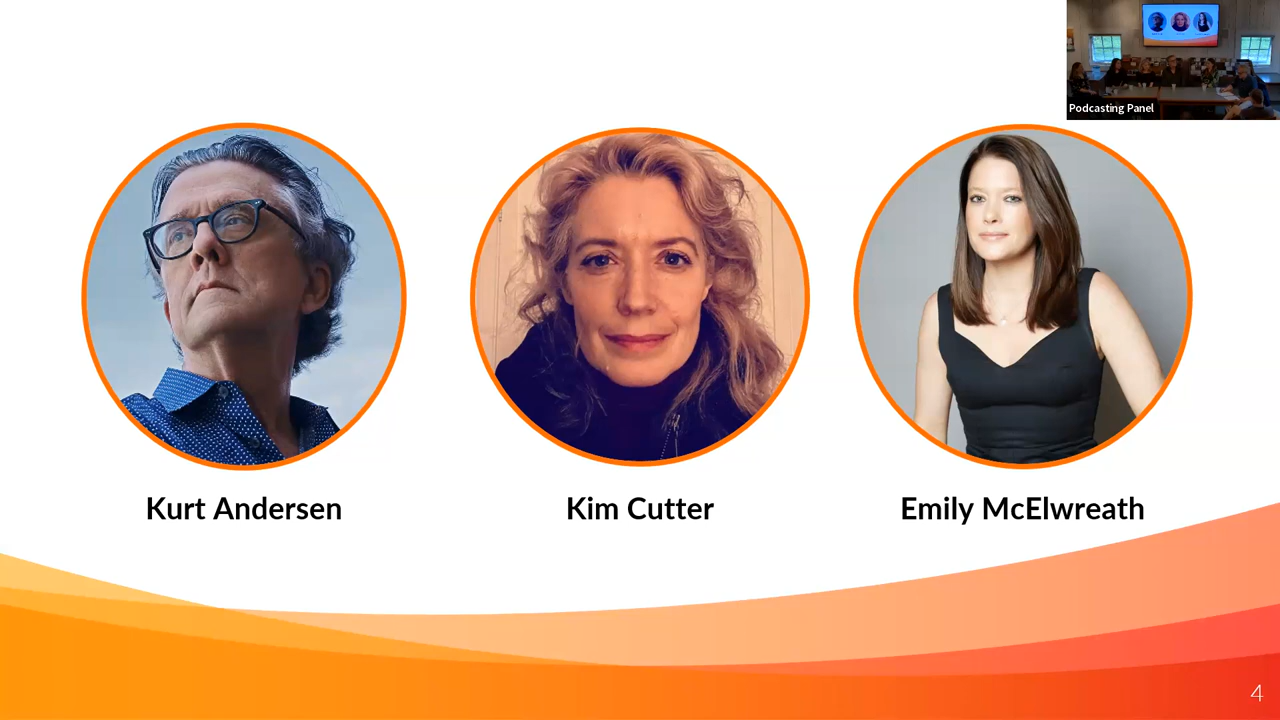 Podcasting Panel
Kurt Andersen
Kim Cutter
Emily McElwreath
4